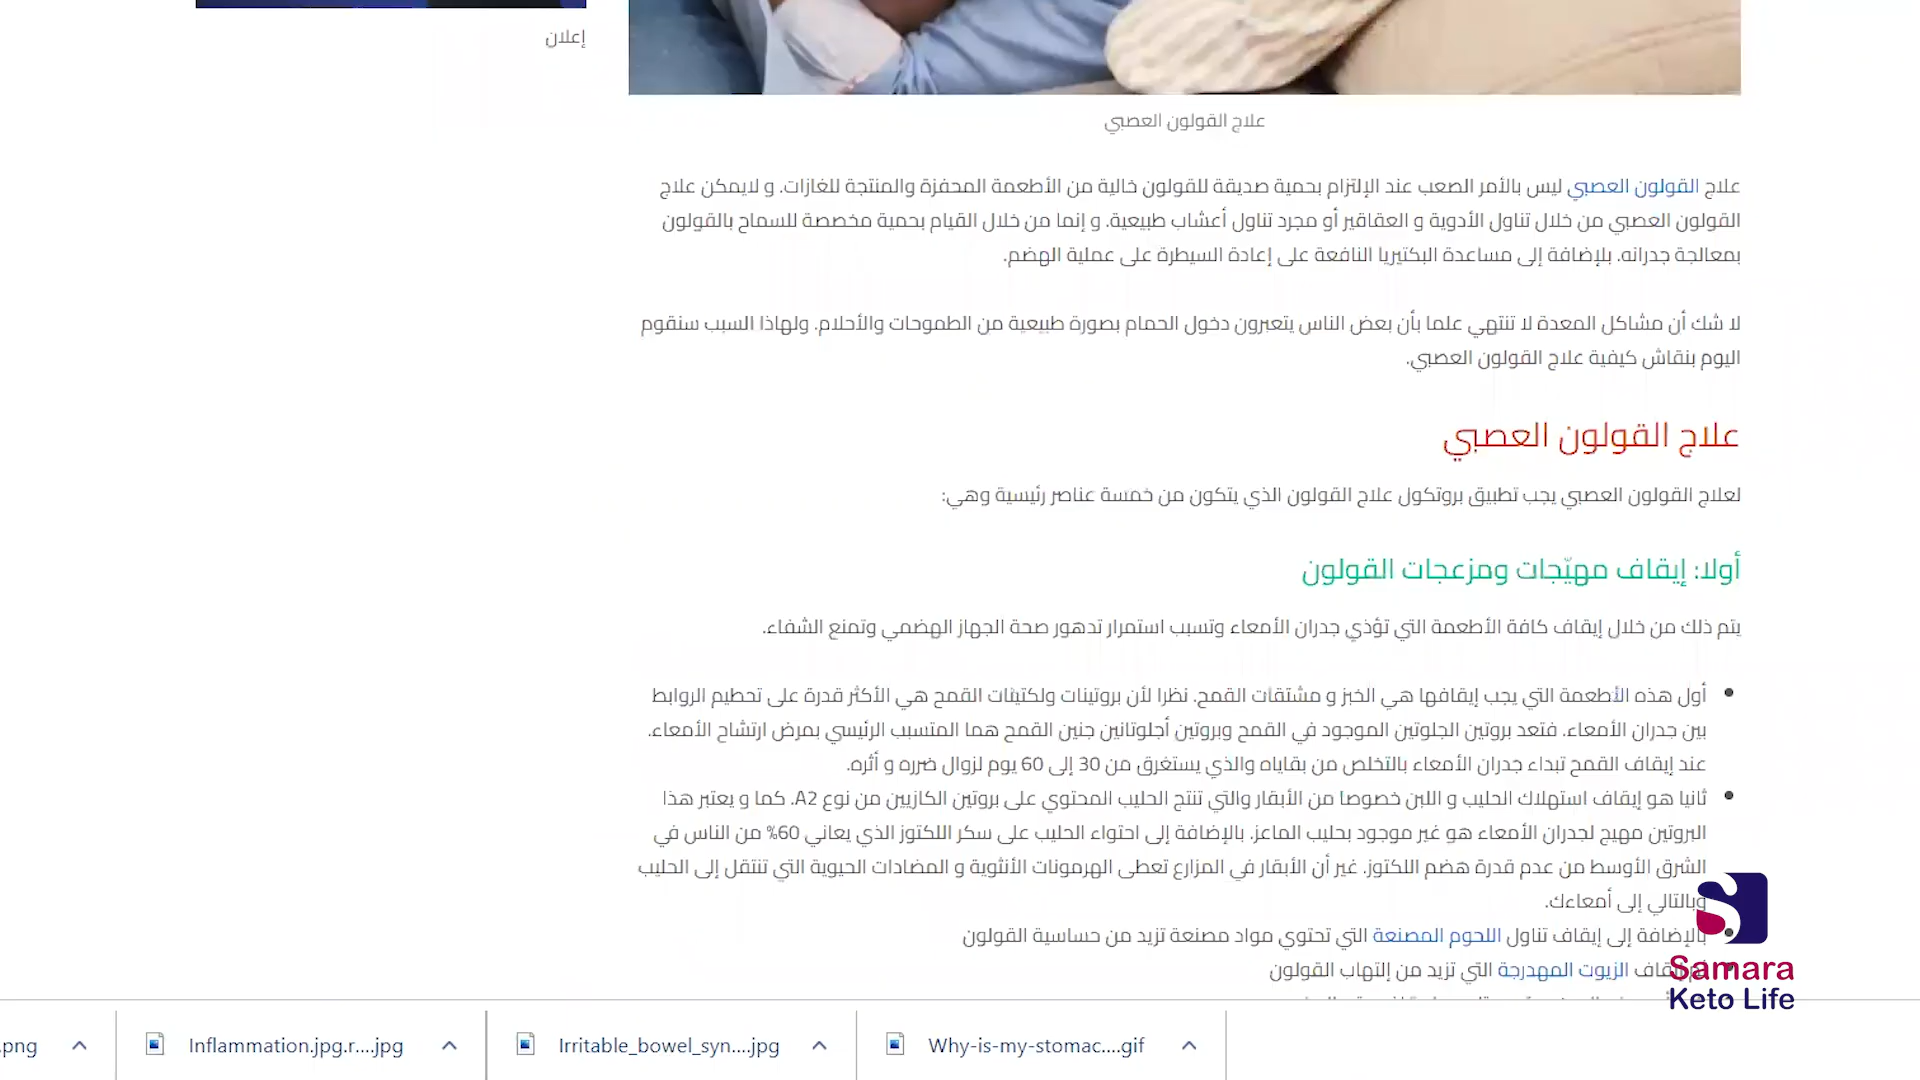 إعلان
علاج القولون العصبي
علاج القولون العصبي ليس بالأمر الصعب عند الإلتزام بحمية صديقة للقولون خالية من الأطعمة المحفزة والمنتجة للغازات. و لايمكن علاج
القولون العصبي من خلال تناول الأدوية و العقاقير أو مجرد تناول أعشاب طبيعية. و إنما من خلال القيام بحمية مخصصة للسماح بالقولون
بمعالجة جدرانه. بلإضافة إلى مساعدة البكتيريا النافعة على إعادة السيطرة على عملية الهضم.
لا شك أن مشاكل المعدة لا تنتهي علما بأن بعض الناس يتعبرون دخول الحمام بصورة طبيعية من الطموحات والأحلام. ولهاذا السبب سنقوم
اليوم بنقاش كيفية علاج القولون العصبي.
علاج القولون العصبي
لعلاج القولون العصبي يجب تطبيق بروتكول علاج القولون الذي يتكون من خمسة عناصر رئيسية وهي:
أولا: إيقاف مهيّجات ومزعجات القولون
يتم ذلك من خلال إيقاف كافة الأطعمة التي تؤذي جدران الأمعاء وتسبب استمرار تدهور صحة الجهاز الهضمي وتمنع الشفاء.
أول هذه الأطعمة التي يجب إيقافها هي الخبز و مشتقات القمح. نظرا لأن بروتينات ولكتينات القمح هي الأكثر قدرة على تحطيم الروابط
بين جدران الأمعاء. فتعد بروتين الجلوتين الموجود في القمح وبروتين أجلوتانين جنين القمح هما المتسبب الرئيسي بمرض ارتشاح الأمعاء.
عند إيقاف القمح تبداء جدران الأمعاء بالتخلص من بقاياه والذي يستغرق من 30 إلى 60 يوم لزوال ضرره و أثره.
ثانيا هو إيقاف استهلاك الحليب و اللبن خصوصا من الأبقار والتي تنتج الحليب المحتوي على بروتين الكازيين من نوع A2. كما و يعتبر هذا
البروتين مهيج لجدران الأمعاء هو غير موجود بحليب الماعز. بالإضافة إلى احتواء الحليب على سكر اللكتوز الذي يعاني 60% من الناس في
الشرق الأوسط من عدم قدرة هضم اللكتوز. غير أن الأبقار في المزارع تعطى الهرمونات الأنثوية و المضادات الحيوية التي تنتقل إلى الحليب
وبالتالي إلى أمعاءك.
بالإضافة إلى إيقاف تناول اللحوم المصنعة التي تحتوي مواد مصنعة تزيد من حساسية القولون
إيقاف الزيوت المهدرجة التي تزيد من إلتهاب القولون
Samara
Keto Life
.png
Inflammation.jpg.r....jpg
Irritable_bowel_syn....jpg
Why-is-my-stomac....gif